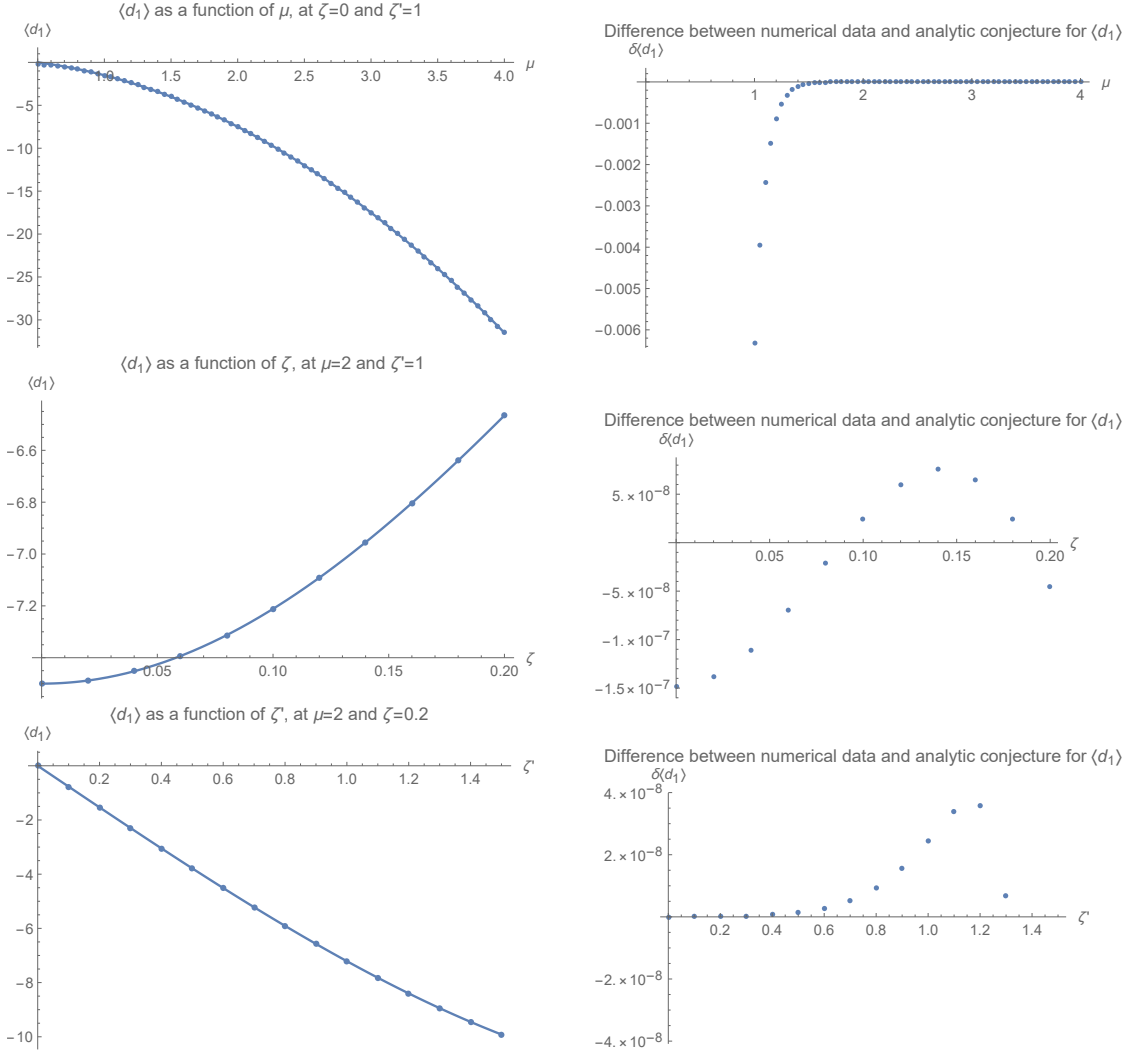 ⟨d₁⟩ as a function of μ, at ζ=0 and ζ'=1
⟨d₁⟩
1.0 1.5 2.0 2.5 3.0 3.5 4.0 μ
−5
−10
−15
−20
−25
−30
Difference between numerical data and analytic conjecture for ⟨d₁⟩
δ⟨d₁⟩
1 2 3 4 μ
−0.001
−0.002
−0.003
−0.004
−0.005
−0.006
⟨d₁⟩ as a function of ζ, at μ=2 and ζ'=1
⟨d₁⟩
−6.6
−6.8
−7.0
−7.2
0.05 0.10 0.15 0.20 ζ
Difference between numerical data and analytic conjecture for ⟨d₁⟩
δ⟨d₁⟩
5.×10⁻⁸
0.05 0.10 0.15 0.20 ζ
−5.×10⁻⁸
−1.×10⁻⁷
−1.5×10⁻⁷
⟨d₁⟩ as a function of ζ', at μ=2 and ζ=0.2
⟨d₁⟩
0.2 0.4 0.6 0.8 1.0 1.2 1.4 ζ'
−2
−4
−6
−8
−10
Difference between numerical data and analytic conjecture for ⟨d₁⟩
δ⟨d₁⟩
4.×10⁻⁸
2.×10⁻⁸
0.2 0.4 0.6 0.8 1.0 1.2 1.4 ζ'
−2.×10⁻⁸
−4.×10⁻⁸